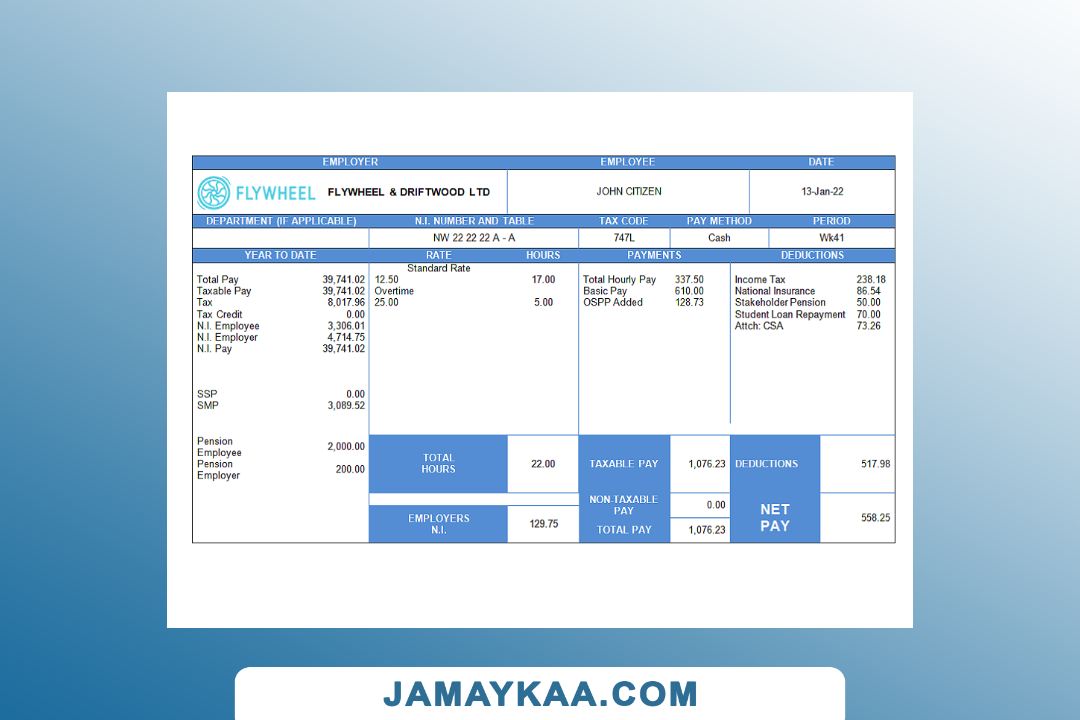 EMPLOYER EMPLOYEE DATE
FLYWHEEL FLYWHEEL & DRIFTWOOD LTD JOHN CITIZEN 13-Jan-22
DEPARTMENT (IF APPLICABLE) N.I. NUMBER AND TABLE TAX CODE PAY METHOD PERIOD
NW 22 22 22 A - A 747L Cash Wk41
YEAR TO DATE RATE HOURS PAYMENTS DEDUCTIONS
Standard Rate
Total Pay 39,741.02 12.50 17.00 Total Hourly Pay 337.50 Income Tax 238.18
Taxable Pay 39,741.02 Overtime Basic Pay 610.00 National Insurance 86.54
Tax 8,017.96 25.00 5.00 OSPP Added 128.73 Stakeholder Pension 50.00
Tax Credit 0.00 Student Loan Repayment 70.00
N.I. Employee 3,306.01 Attch: CSA 73.26
N.I. Employer 4,714.75
N.I. Pay 39,741.02
SSP 0.00
SMP 3,089.52
Pension
Employee 2,000.00
Pension
Employer 200.00
TOTAL
HOURS 22.00 TAXABLE PAY 1,076.23 DEDUCTIONS 517.98
NON-TAXABLE
PAY 0.00
EMPLOYERS
N.I. 129.75 TOTAL PAY 1,076.23
NET
PAY 558.25
JAMAYKAA.COM